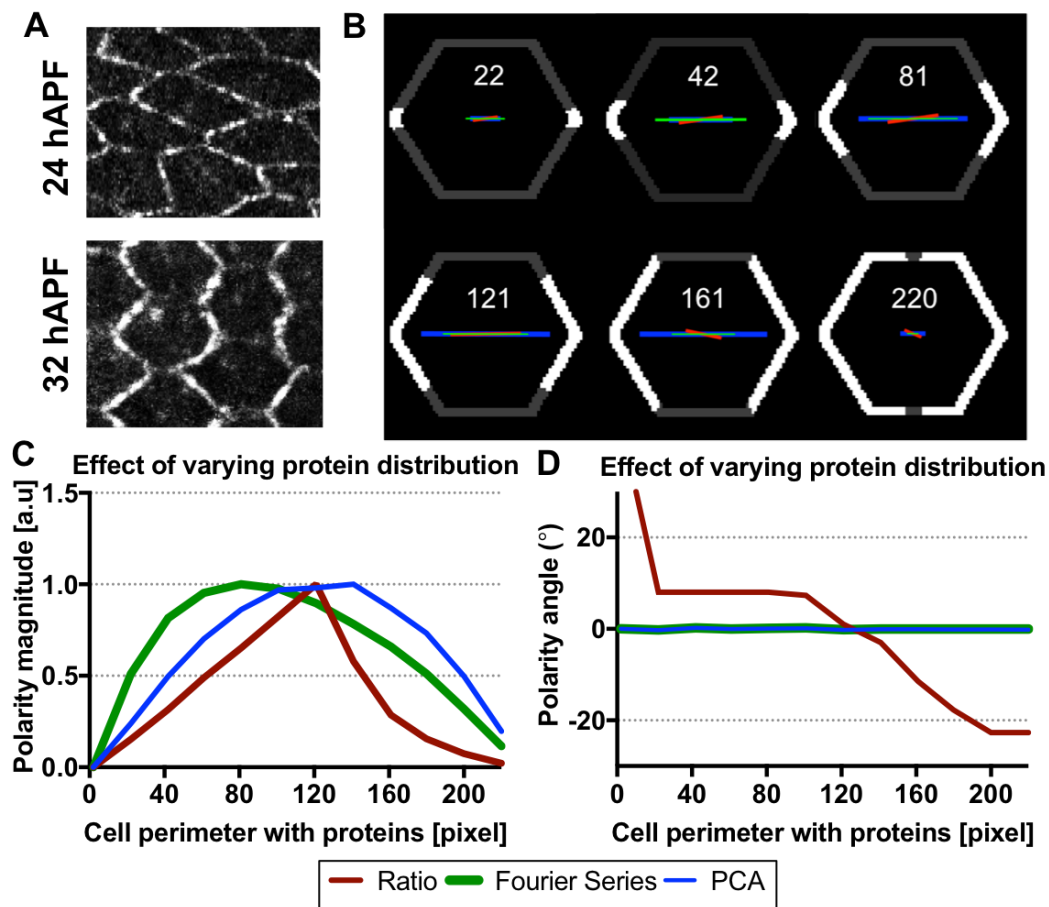 A
24 hAPF
32 hAPF
B
22
42
81
121
161
220
C
Effect of varying protein distribution
Polarity magnitude [a.u]
1.5
1.0
0.5
0.0
0
40
80
120
160
200
Cell perimeter with proteins [pixel]
D
Effect of varying protein distribution
Polarity angle (°)
20
0
-20
0
40
80
120
160
200
Cell perimeter with proteins [pixel]
Ratio
Fourier Series
PCA